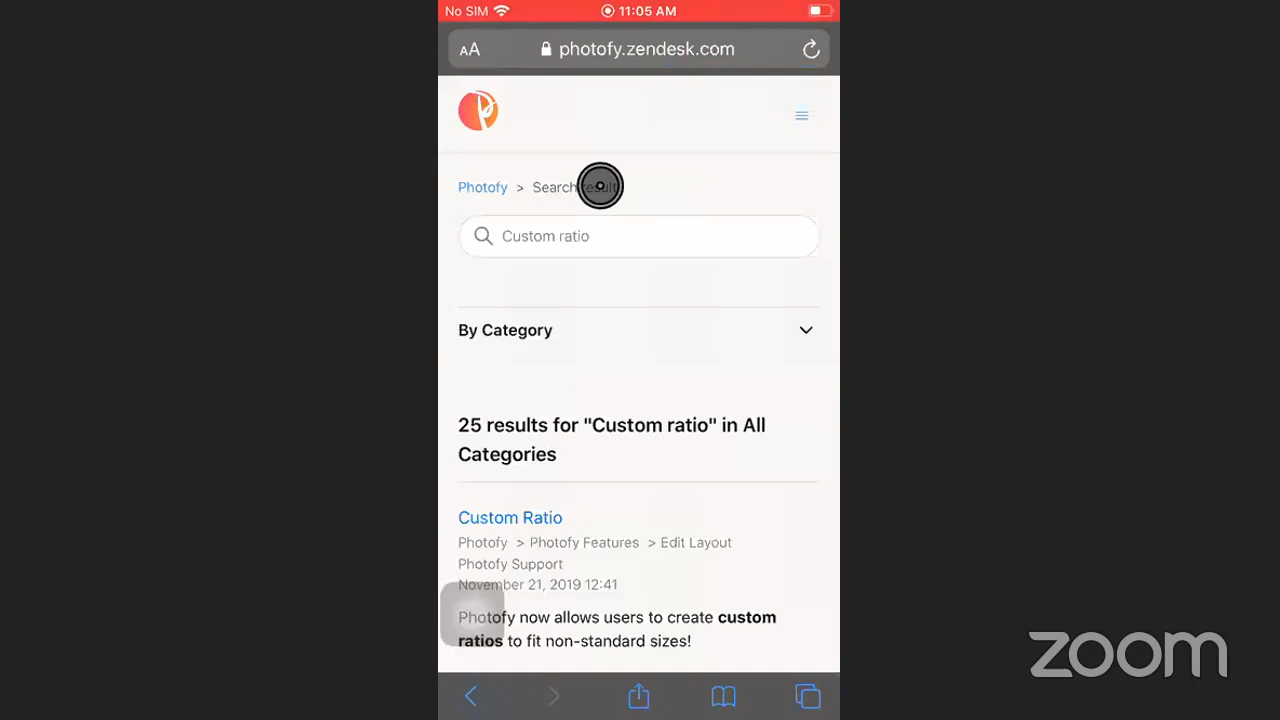 No SIM 11:05 AM
AA photofy.zendesk.com
Photofy > Search results
Custom ratio
By Category
25 results for "Custom ratio" in All
Categories
Custom Ratio
Photofy > Photofy Features > Edit Layout
Photofy Support
November 21, 2019 12:41
Photofy now allows users to create custom
ratios to fit non-standard sizes!
zoom